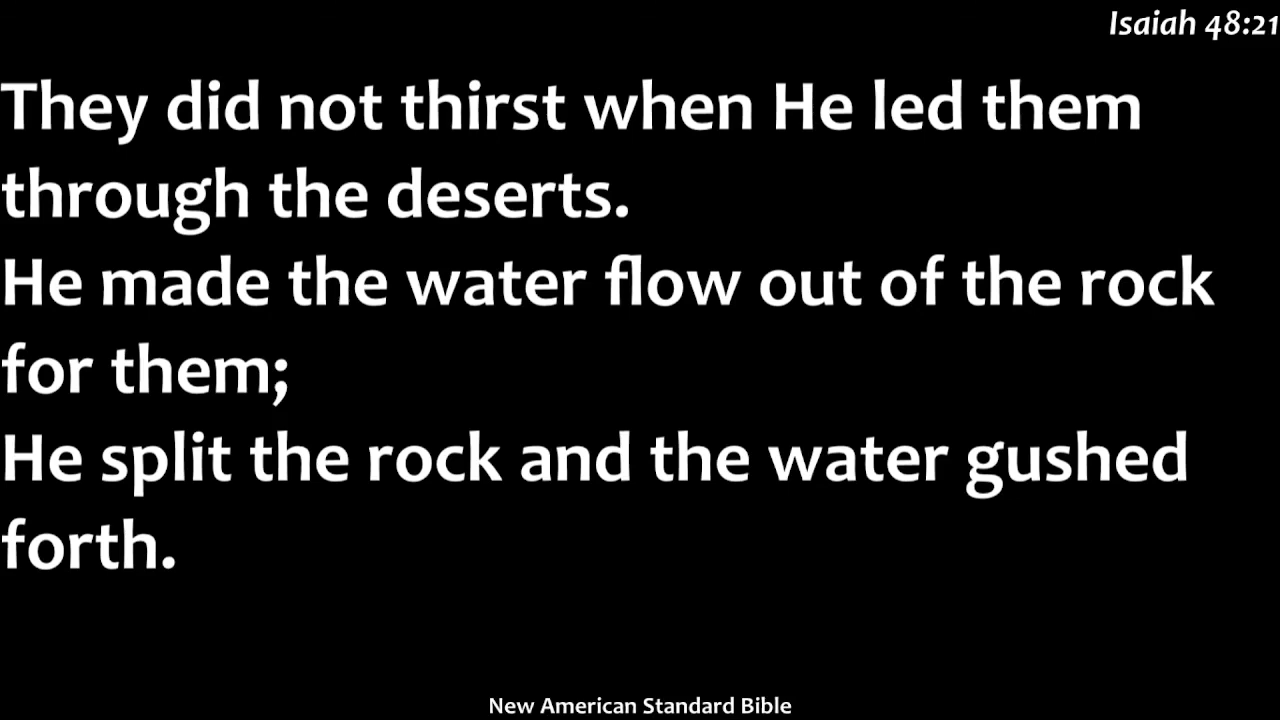 Isaiah 48:21
They did not thirst when He led them
through the deserts.
He made the water flow out of the rock
for them;
He split the rock and the water gushed
forth.
New American Standard Bible